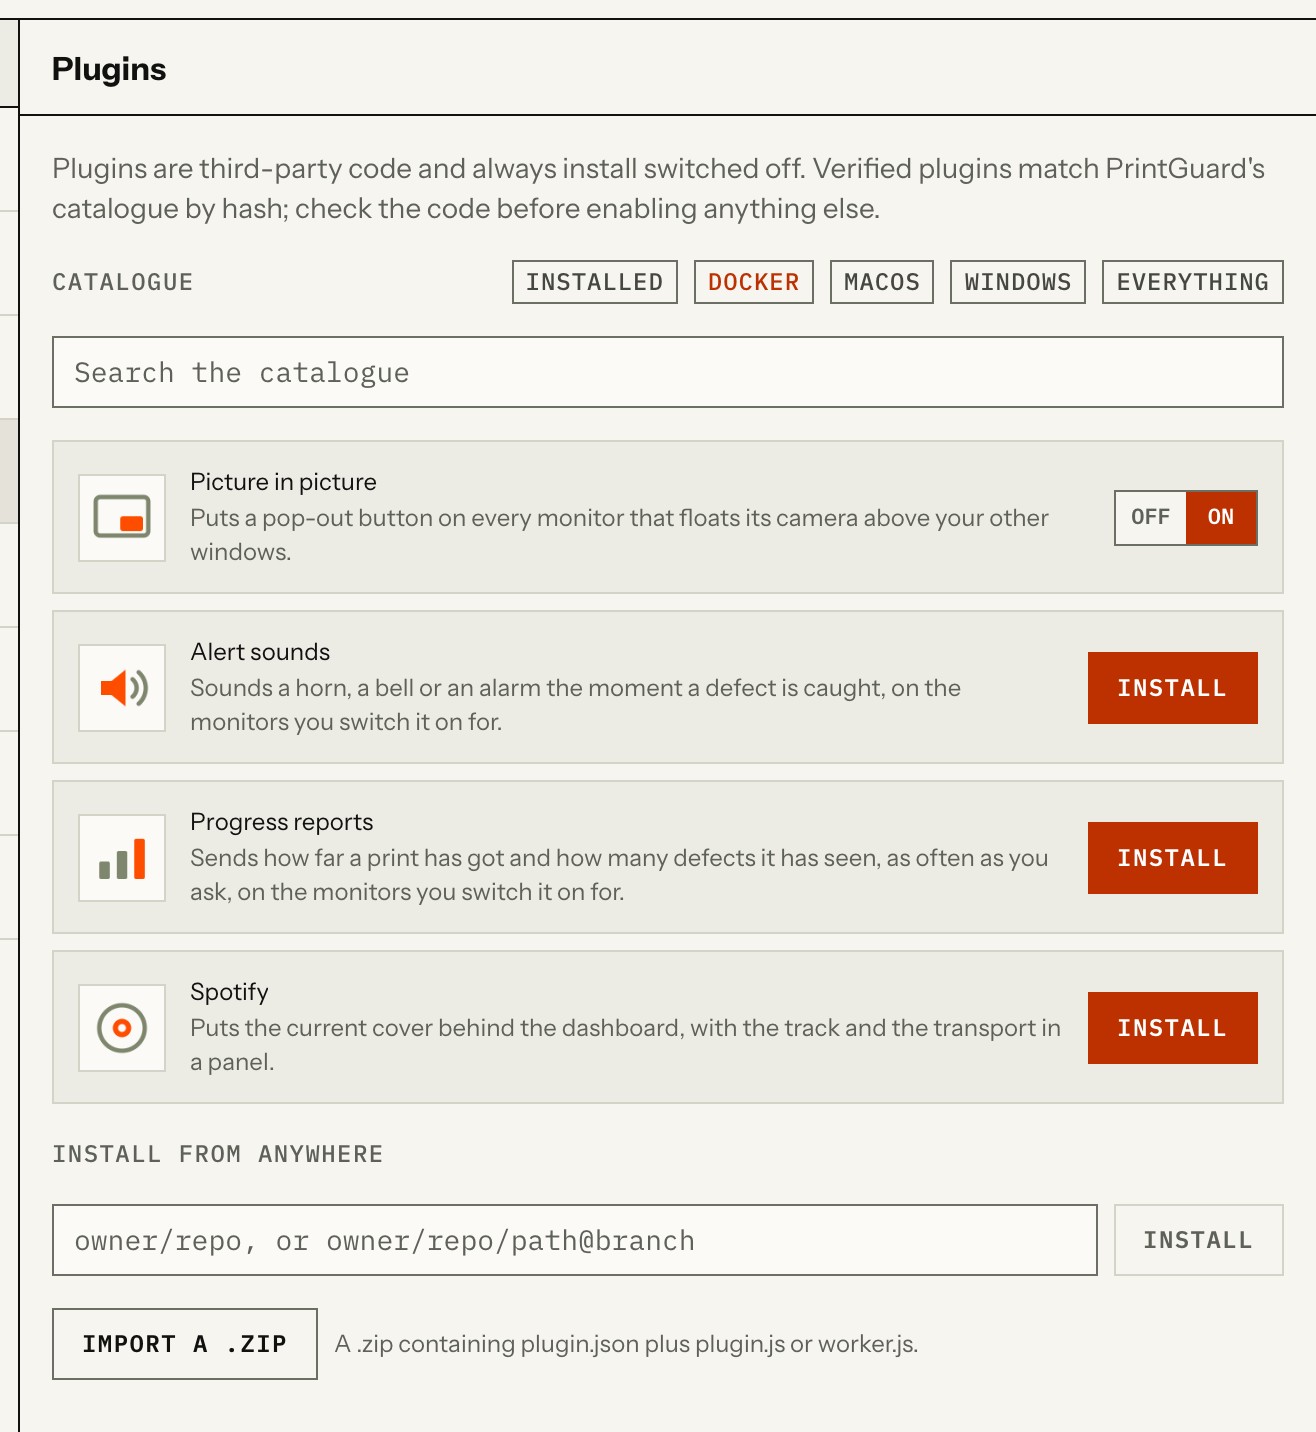 Plugins
Plugins are third-party code and always install switched off. Verified plugins match PrintGuard's
catalogue by hash; check the code before enabling anything else.
CATALOGUE
INSTALLED
DOCKER
MACOS
WINDOWS
EVERYTHING
Search the catalogue
Picture in picture
Puts a pop-out button on every monitor that floats its camera above your other
windows.
OFF
ON
Alert sounds
Sounds a horn, a bell or an alarm the moment a defect is caught, on the
monitors you switch it on for.
INSTALL
Progress reports
Sends how far a print has got and how many defects it has seen, as often as you
ask, on the monitors you switch it on for.
INSTALL
Spotify
Puts the current cover behind the dashboard, with the track and the transport in
a panel.
INSTALL
INSTALL FROM ANYWHERE
owner/repo, or owner/repo/path@branch
INSTALL
IMPORT A .ZIP
A .zip containing plugin.json plus plugin.js or worker.js.